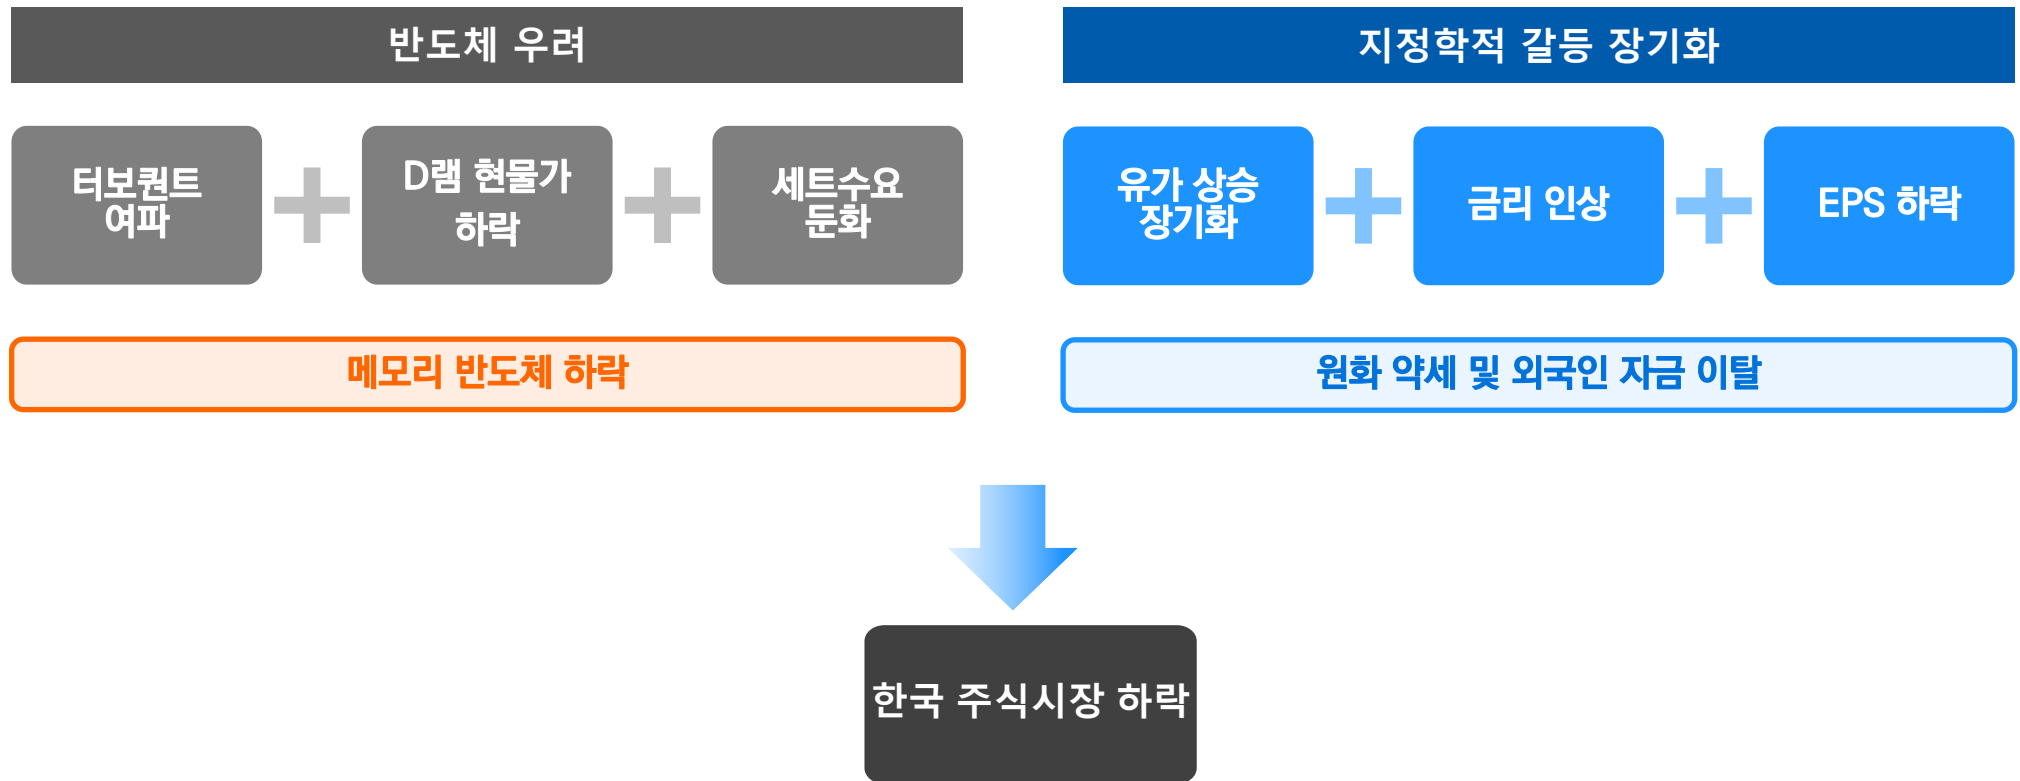 반도체 우려
지정학적 갈등 장기화
터보퀀트
여파
D램 현물가
하락
세트수요
둔화
유가 상승
장기화
금리 인상
EPS 하락
메모리 반도체 하락
원화 약세 및 외국인 자금 이탈
한국 주식시장 하락